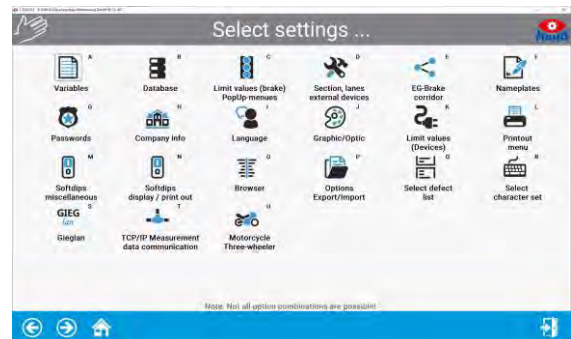 Select settings ...
A B C D E F
Variables Database Limit values (brake) Section, lanes EG-Brake Nameplates
PopUp-menues external devices corridor
G H I J K L
Passwords Company info Language Graphic/Optic Limit values Printout
(Devices) menu
M N O P Q R
Softdips Softdips Browser Options Select defect Select
miscellaneous display / print out Export/Import list character set
GIEG S T U
lan
Gieglan TCP/IP Measurement Motorcycle
data communication Three-wheeler
Note: Not all option combinations are possible!